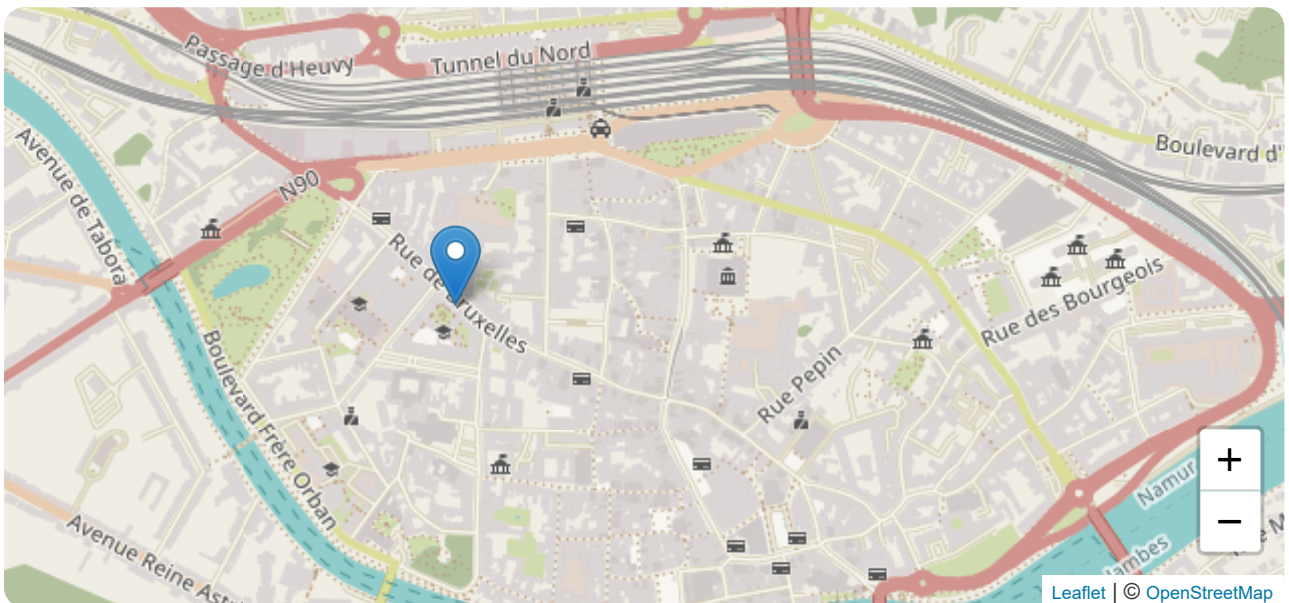 Passage d'Heuvy
Tunnel du Nord
Avenue de Tabora
N90
Boulevard d'
Rue de Bruxelles
Rue des Bourgeois
Boulevard Frère Orban
Rue Pepin
Avenue Reine Astri
Namur
Jambes
+
−
Leaflet | © OpenStreetMap